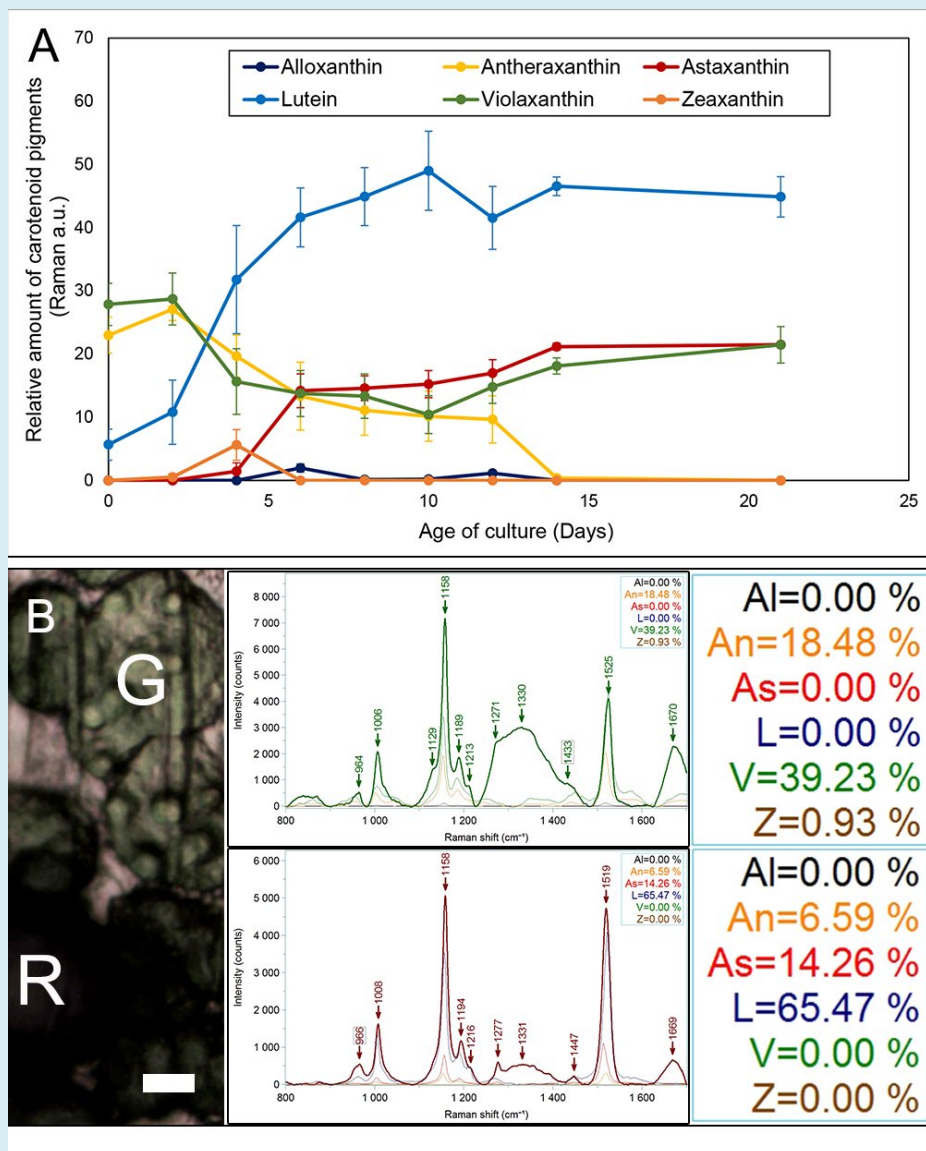 A
70
60
50
40
30
20
10
0
Relative amount of carotenoid pigments
(Raman a.u.)
Alloxanthin Antheraxanthin Astaxanthin
Lutein Violaxanthin Zeaxanthin
0 5 10 15 20 25
Age of culture (Days)
B
G
R
8 000
7 000
6 000
5 000
4 000
3 000
2 000
1 000
0
Intensity (counts)
964
1006
1129
1158
1189
1213
1271
1330
1433
1525
1670
Al=0.00 %
An=18.48 %
As=0.00 %
L=0.00 %
V=39.23 %
Z=0.93 %
800 1 000 1 200 1 400 1 600
Raman shift (cm⁻¹)
Al=0.00 %
An=18.48 %
As=0.00 %
L=0.00 %
V=39.23 %
Z=0.93 %
6 000
5 000
4 000
3 000
2 000
1 000
0
Intensity (counts)
966
1008
1158
1194
1216
1277
1331
1447
1519
1669
Al=0.00 %
An=6.59 %
As=14.26 %
L=65.47 %
V=0.00 %
Z=0.00 %
800 1 000 1 200 1 400 1 600
Raman shift (cm⁻¹)
Al=0.00 %
An=6.59 %
As=14.26 %
L=65.47 %
V=0.00 %
Z=0.00 %